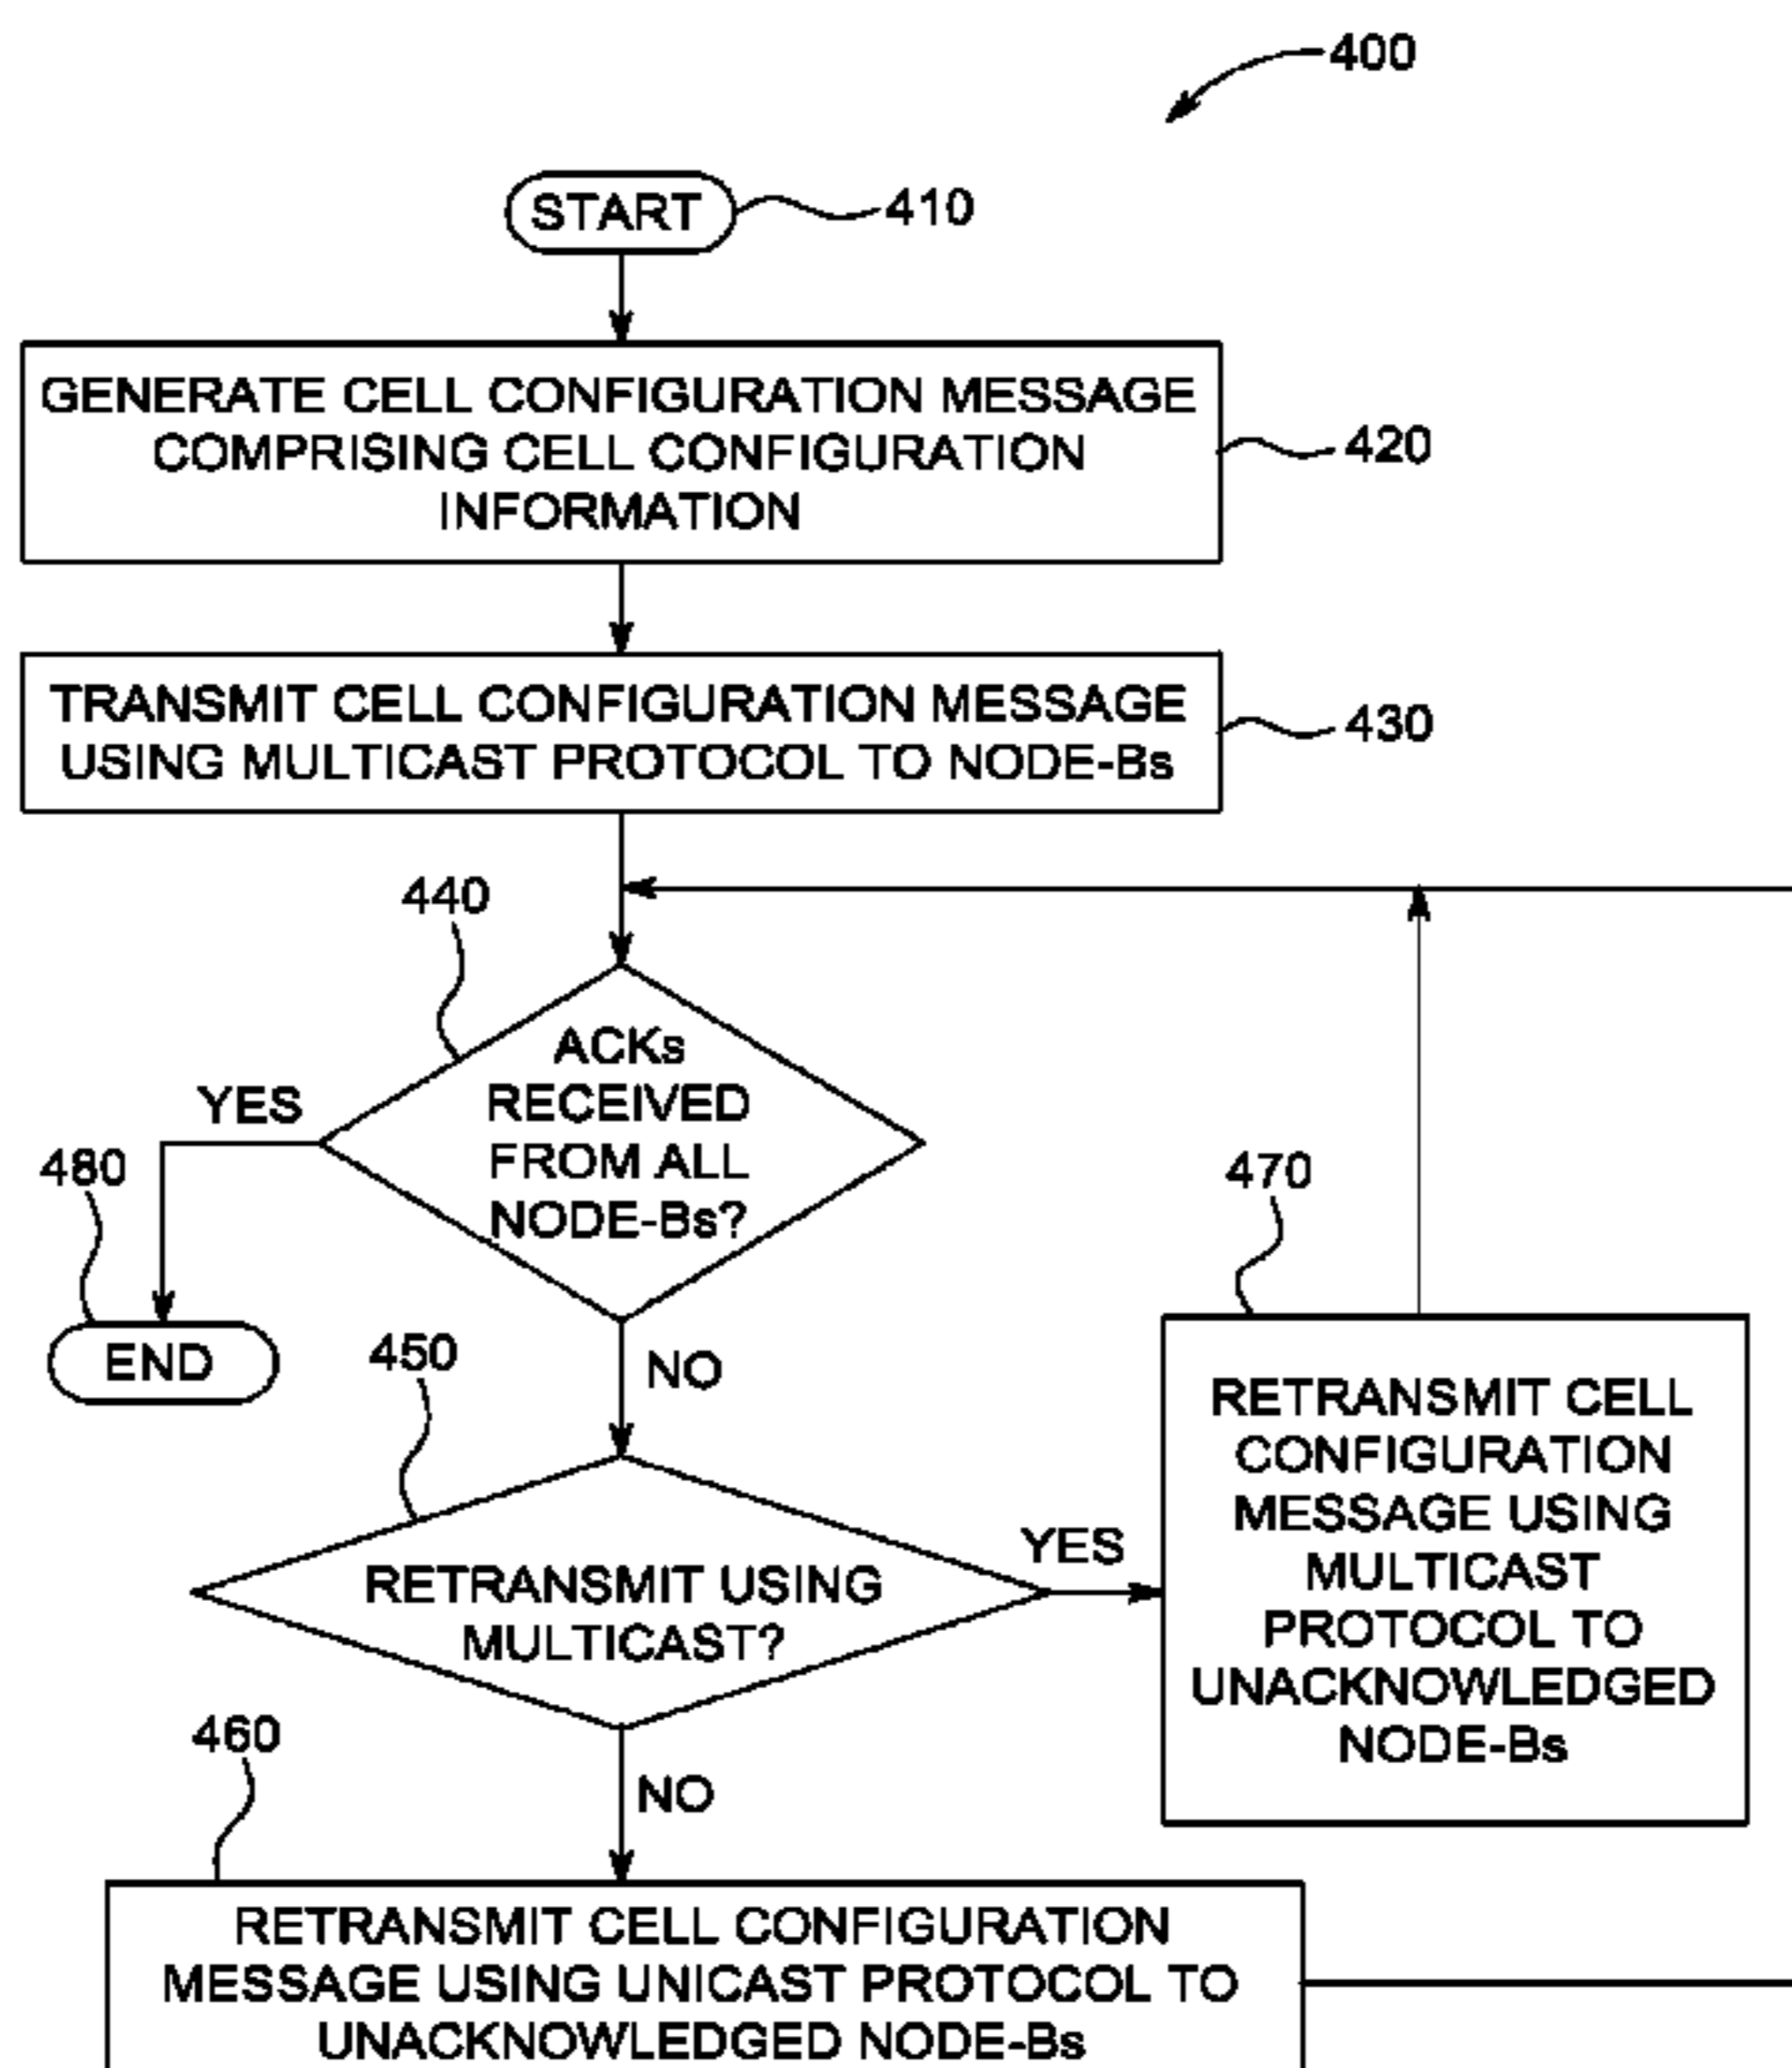 400
START
410
GENERATE CELL CONFIGURATION MESSAGE
COMPRISING CELL CONFIGURATION
INFORMATION
420
TRANSMIT CELL CONFIGURATION MESSAGE
USING MULTICAST PROTOCOL TO NODE-Bs
430
440
ACKs
RECEIVED
FROM ALL
NODE-Bs?
YES
480
END
NO
450
RETRANSMIT USING
MULTICAST?
YES
470
RETRANSMIT CELL
CONFIGURATION
MESSAGE USING
MULTICAST
PROTOCOL TO
UNACKNOWLEDGED
NODE-Bs
NO
460
RETRANSMIT CELL CONFIGURATION
MESSAGE USING UNICAST PROTOCOL TO
UNACKNOWLEDGED NODE-Bs